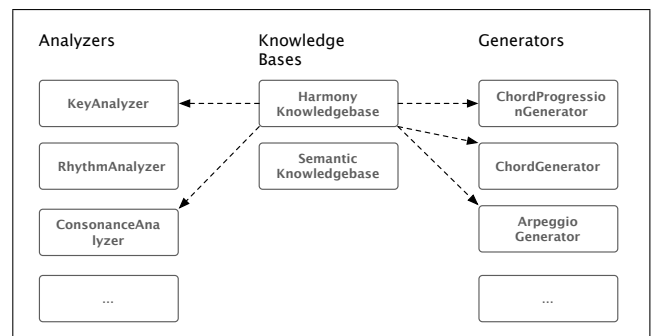 Analyzers
Knowledge
Bases
Generators
KeyAnalyzer
Harmony
Knowledgebase
ChordProgressio
nGenerator
RhythmAnalyzer
Semantic
Knowledgebase
ChordGenerator
ConsonanceAna
lyzer
Arpeggio
Generator
...
...